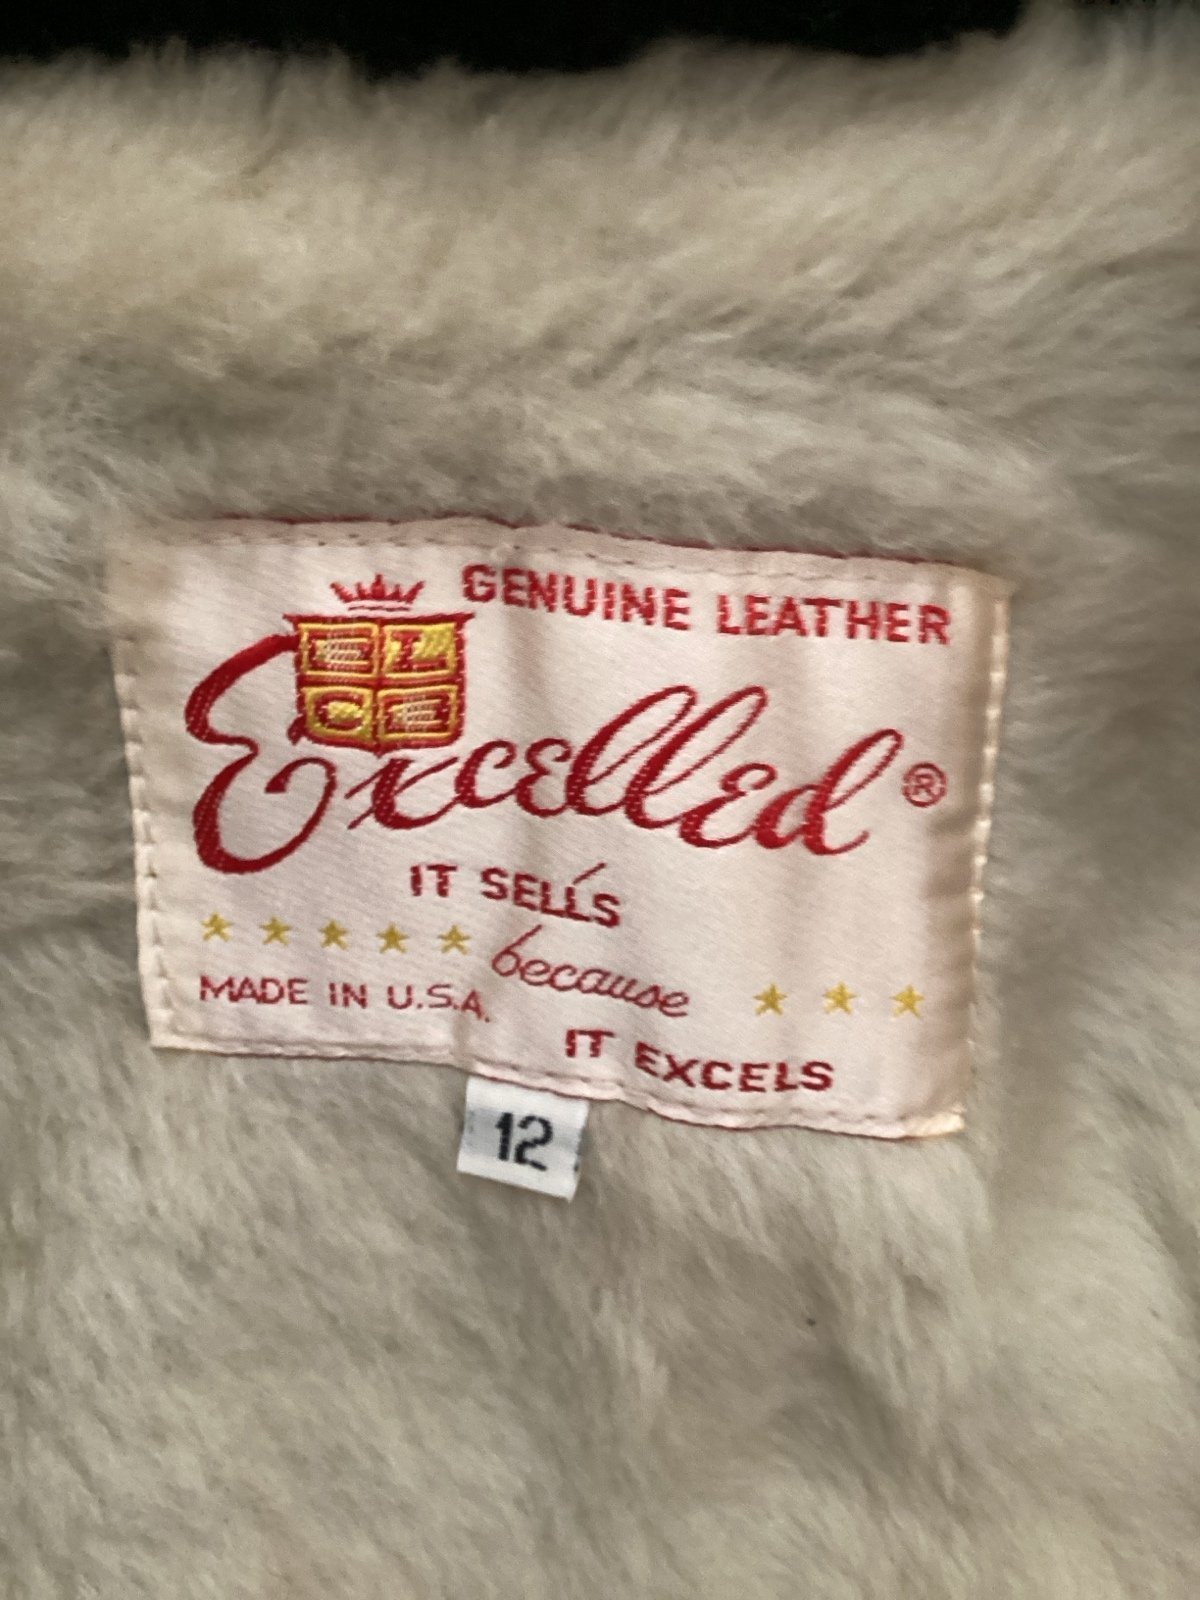 GENUINE LEATHER
E L
C E
Excelled®
IT SELLS
because
MADE IN U.S.A.
IT EXCELS
12